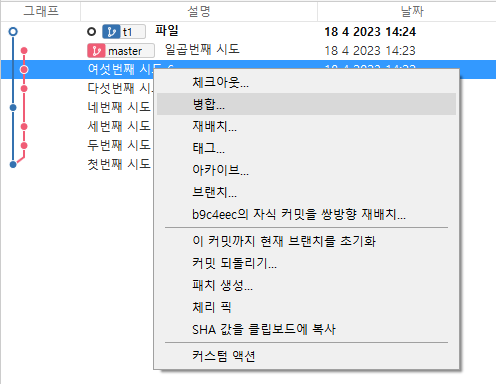 그래프 설명 날짜
t1 파일 18 4 2023 14:24
master 일곱번째 시도 18 4 2023 14:23
여섯번째 시도
다섯번째 시도
네번째 시도
세번째 시도
두번째 시도
첫번째 시도
체크아웃...
병합...
재배치...
태그...
아카이브...
브랜치...
b9c4eec의 자식 커밋을 쌍방향 재배치...
이 커밋까지 현재 브랜치를 초기화
커밋 되돌리기...
패치 생성...
체리 픽
SHA 값을 클립보드에 복사
커스텀 액션